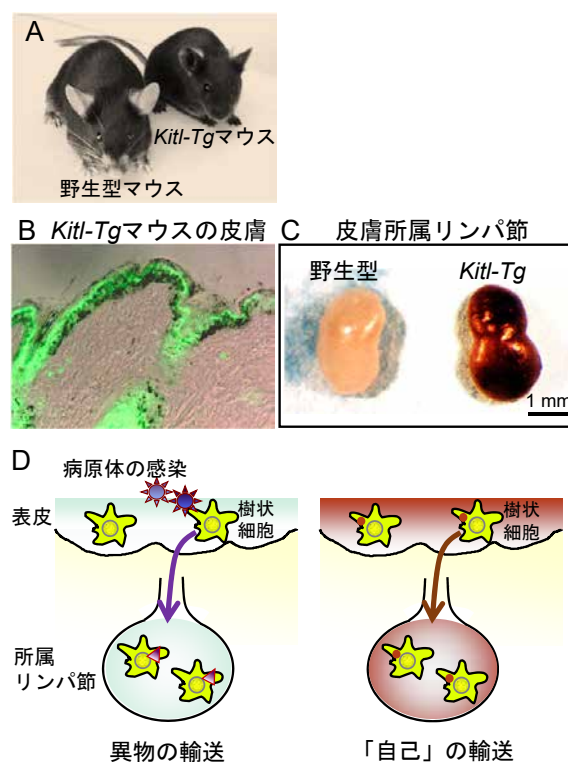 A
Kitl-Tgマウス
野生型マウス
B Kitl-Tgマウスの皮膚
C 皮膚所属リンパ節
野生型
Kitl-Tg
1 mm
D
病原体の感染
表皮
樹状
細胞
樹状
細胞
所属
リンパ節
異物の輸送
「自己」の輸送